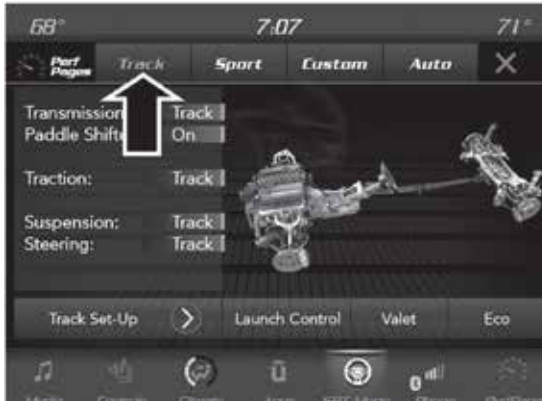 68° 7:07 71°
Perf Pages Track Sport Custom Auto X
Transmission: Track
Paddle Shifte On
Traction: Track
Suspension: Track
Steering: Track
Track Set-Up > Launch Control Valet Eco